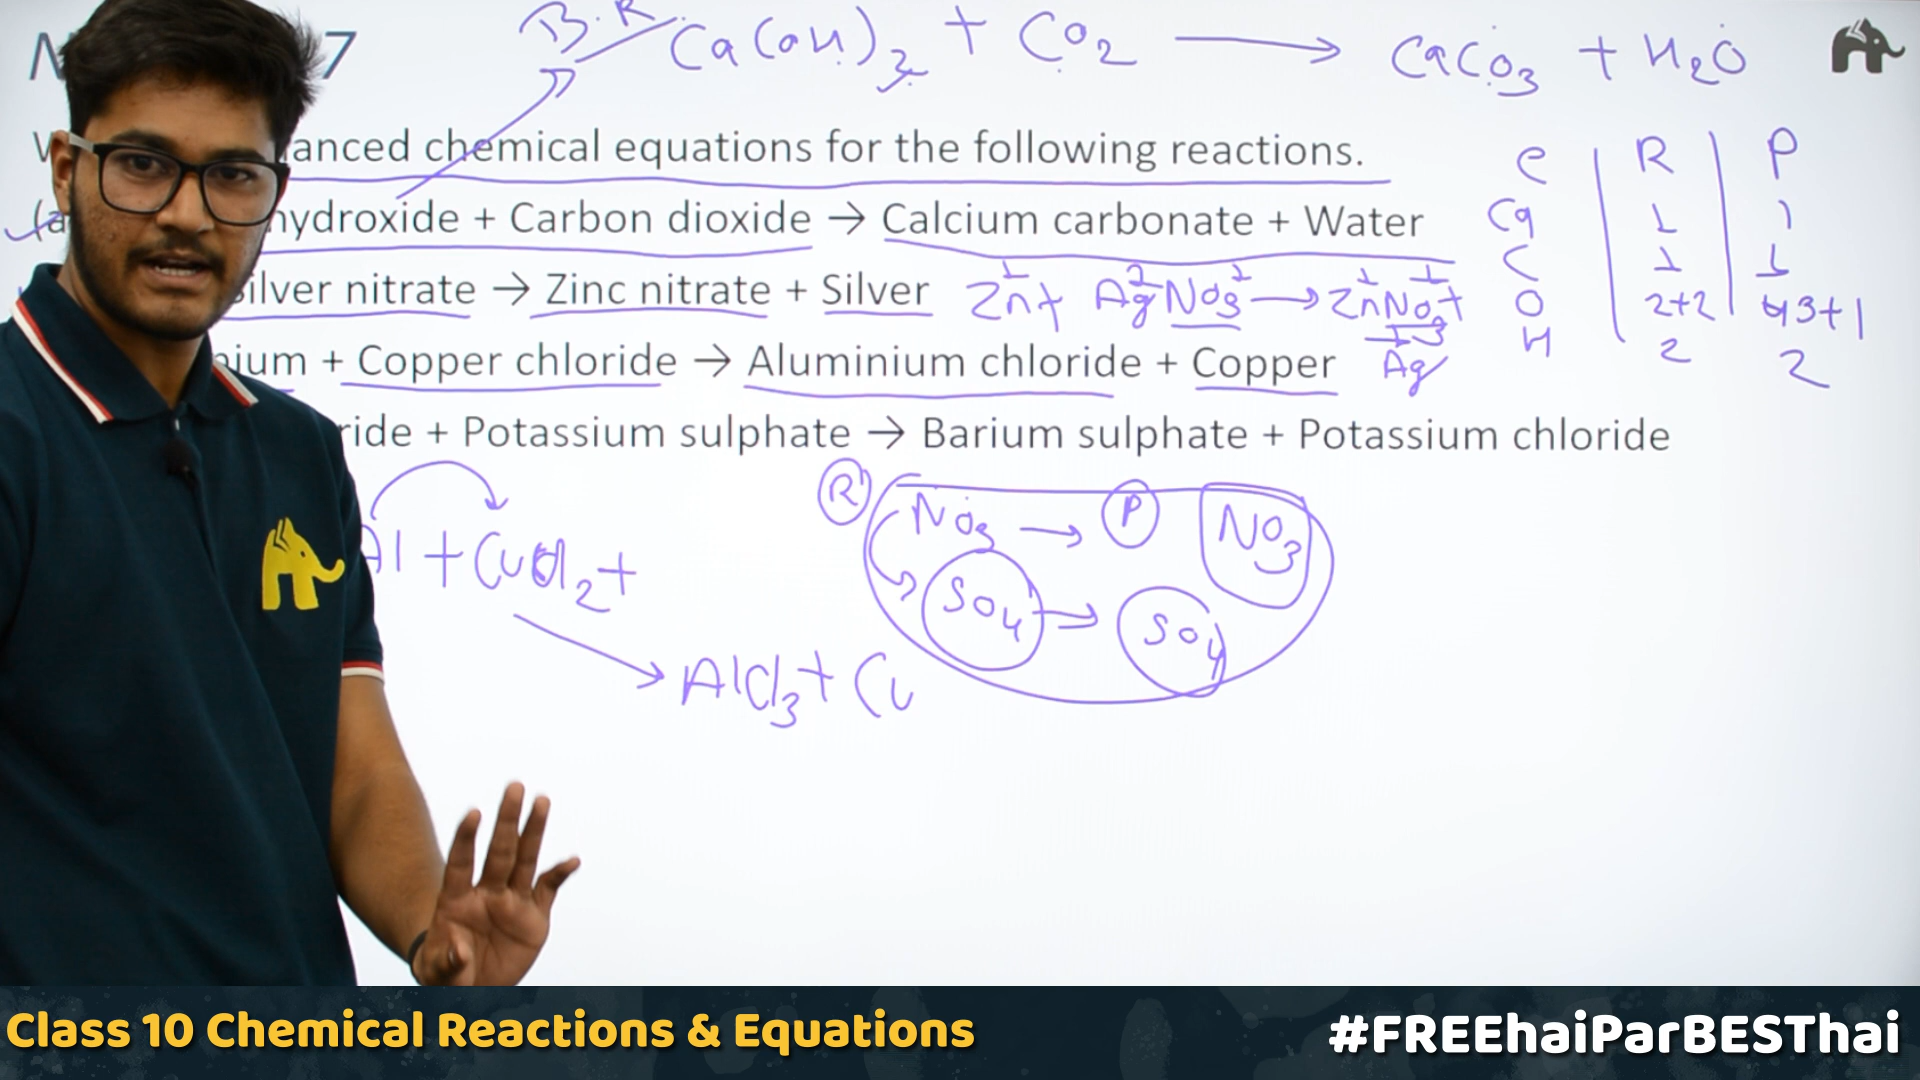 N 7
B.R Ca(OH)2 + CO2 → CaCO3 + H2O
anced chemical equations for the following reactions.
(a hydroxide + Carbon dioxide → Calcium carbonate + Water
ilver nitrate → Zinc nitrate + Silver
ium + Copper chloride → Aluminium chloride + Copper
ride + Potassium sulphate → Barium sulphate + Potassium chloride
e R P
Ca 1 1
C 1 1
O 2+2 3+1
H 2 2
Zn + AgNO3 → ZnNO3 +
Ag
Al + CuCl2 +
→ AlCl3 + Cu
R NO3 → P NO3
SO4 → SO4
Class 10 Chemical Reactions & Equations
#FREEhaiParBESThai